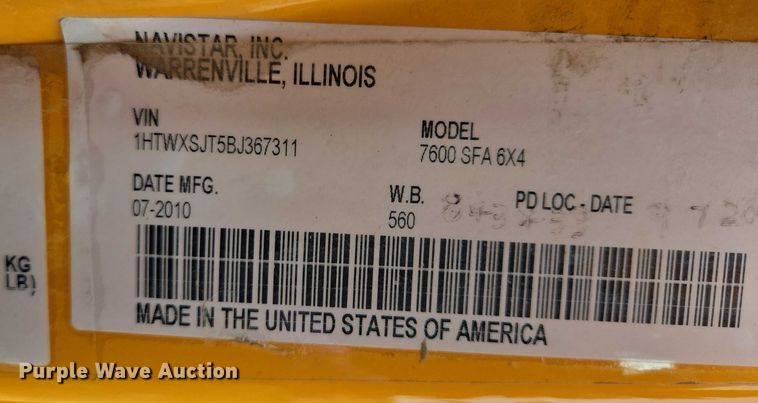 NAVISTAR, INC.
WARRENVILLE, ILLINOIS
VIN
1HTWXSJT5BJ367311
MODEL
7600 SFA 6X4
DATE MFG.
07-2010
W.B.
560
PD LOC - DATE
KG
LB)
MADE IN THE UNITED STATES OF AMERICA
Purple Wave Auction